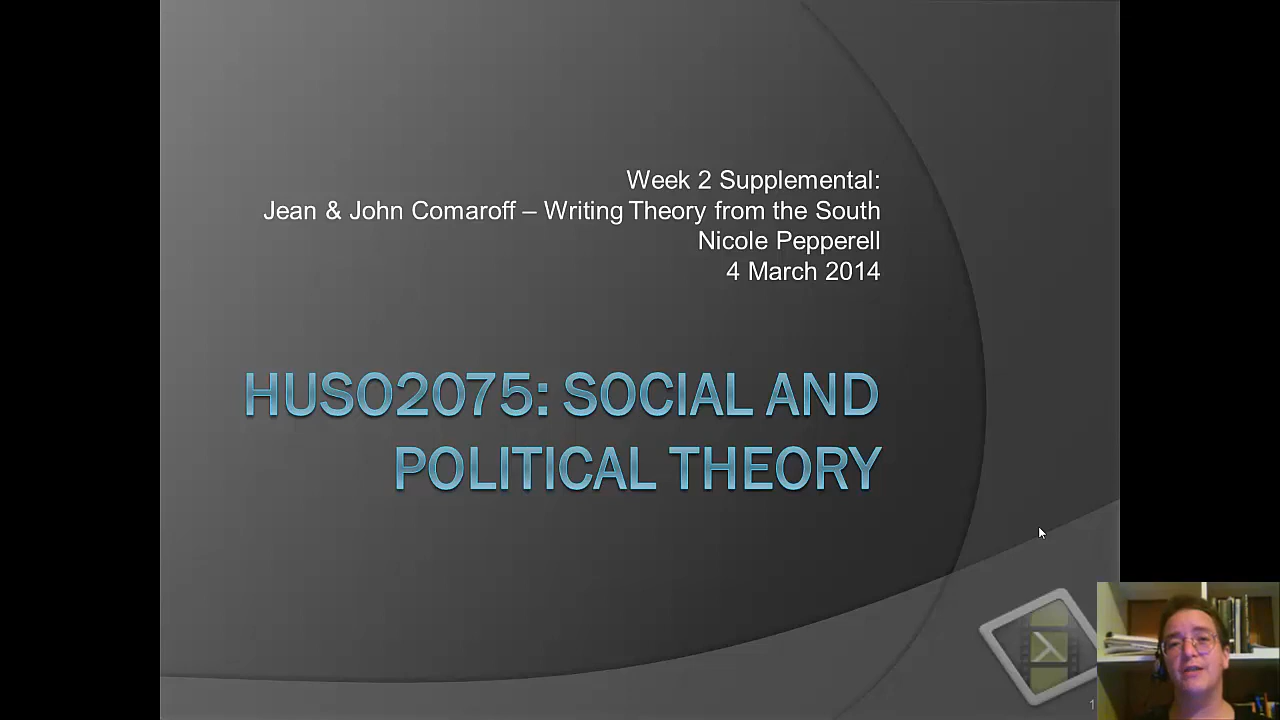 Week 2 Supplemental:
Jean & John Comaroff – Writing Theory from the South
Nicole Pepperell
4 March 2014
HUSO2075: SOCIAL AND
POLITICAL THEORY
1